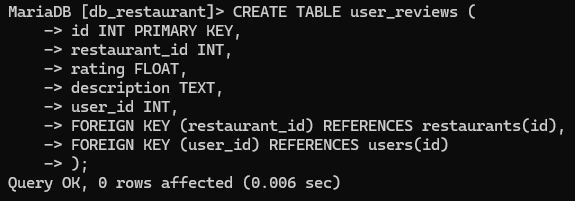 MariaDB [db_restaurant]> CREATE TABLE user_reviews (
    -> id INT PRIMARY KEY,
    -> restaurant_id INT,
    -> rating FLOAT,
    -> description TEXT,
    -> user_id INT,
    -> FOREIGN KEY (restaurant_id) REFERENCES restaurants(id),
    -> FOREIGN KEY (user_id) REFERENCES users(id)
    -> );
Query OK, 0 rows affected (0.006 sec)